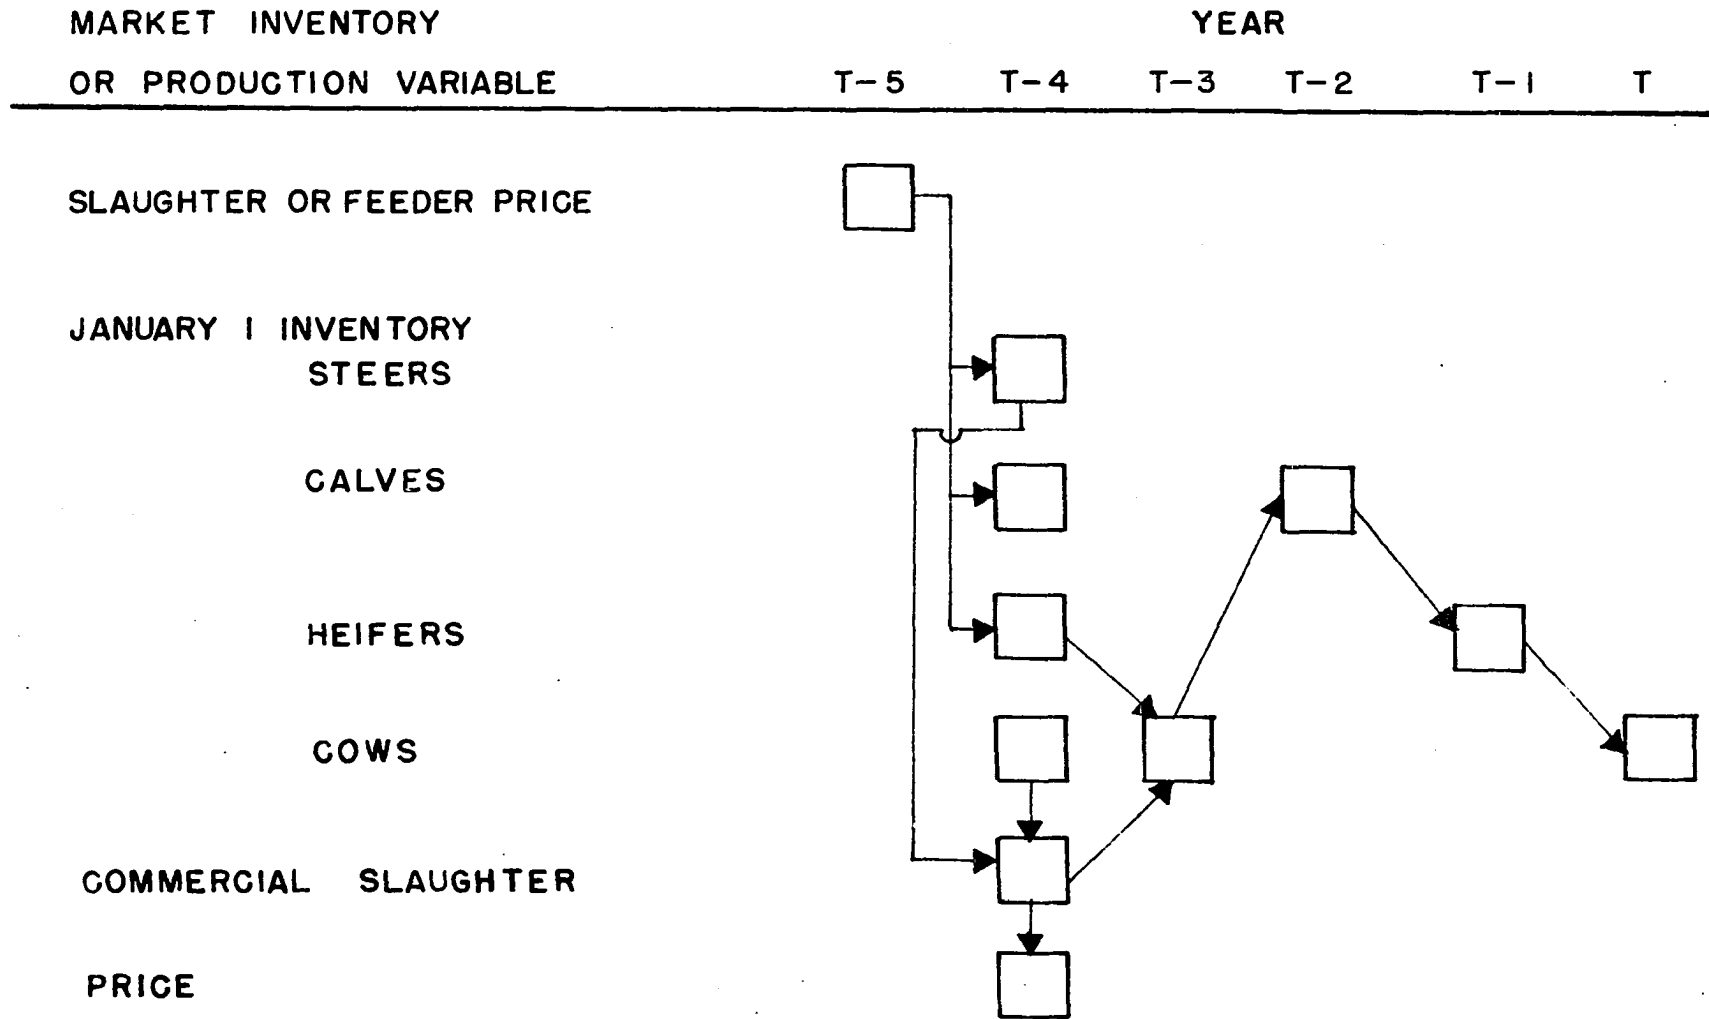 MARKET INVENTORY YEAR
OR PRODUCTION VARIABLE T-5 T-4 T-3 T-2 T-1 T
SLAUGHTER OR FEEDER PRICE
JANUARY 1 INVENTORY
STEERS
CALVES
HEIFERS
COWS
COMMERCIAL SLAUGHTER
PRICE